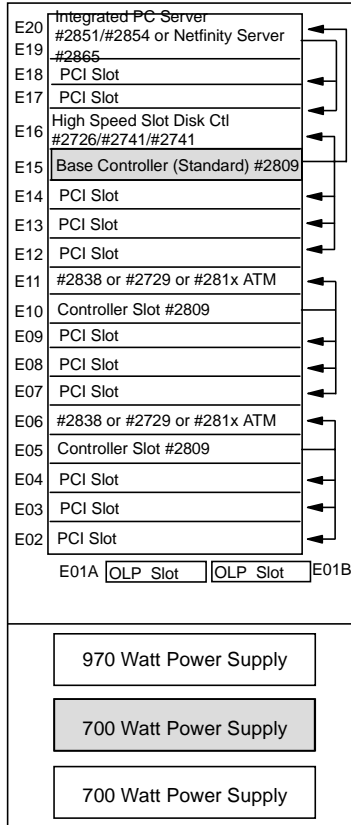 E20 Integrated PC Server
#2851/#2854 or Netfinity Server
E19 #2865
E18 PCI Slot
E17 PCI Slot
E16 High Speed Slot Disk Ctl
#2726/#2741/#2741
E15 Base Controller (Standard) #2809
E14 PCI Slot
E13 PCI Slot
E12 PCI Slot
E11 #2838 or #2729 or #281x ATM
E10 Controller Slot #2809
E09 PCI Slot
E08 PCI Slot
E07 PCI Slot
E06 #2838 or #2729 or #281x ATM
E05 Controller Slot #2809
E04 PCI Slot
E03 PCI Slot
E02 PCI Slot
E01A OLP Slot OLP Slot E01B
970 Watt Power Supply
700 Watt Power Supply
700 Watt Power Supply